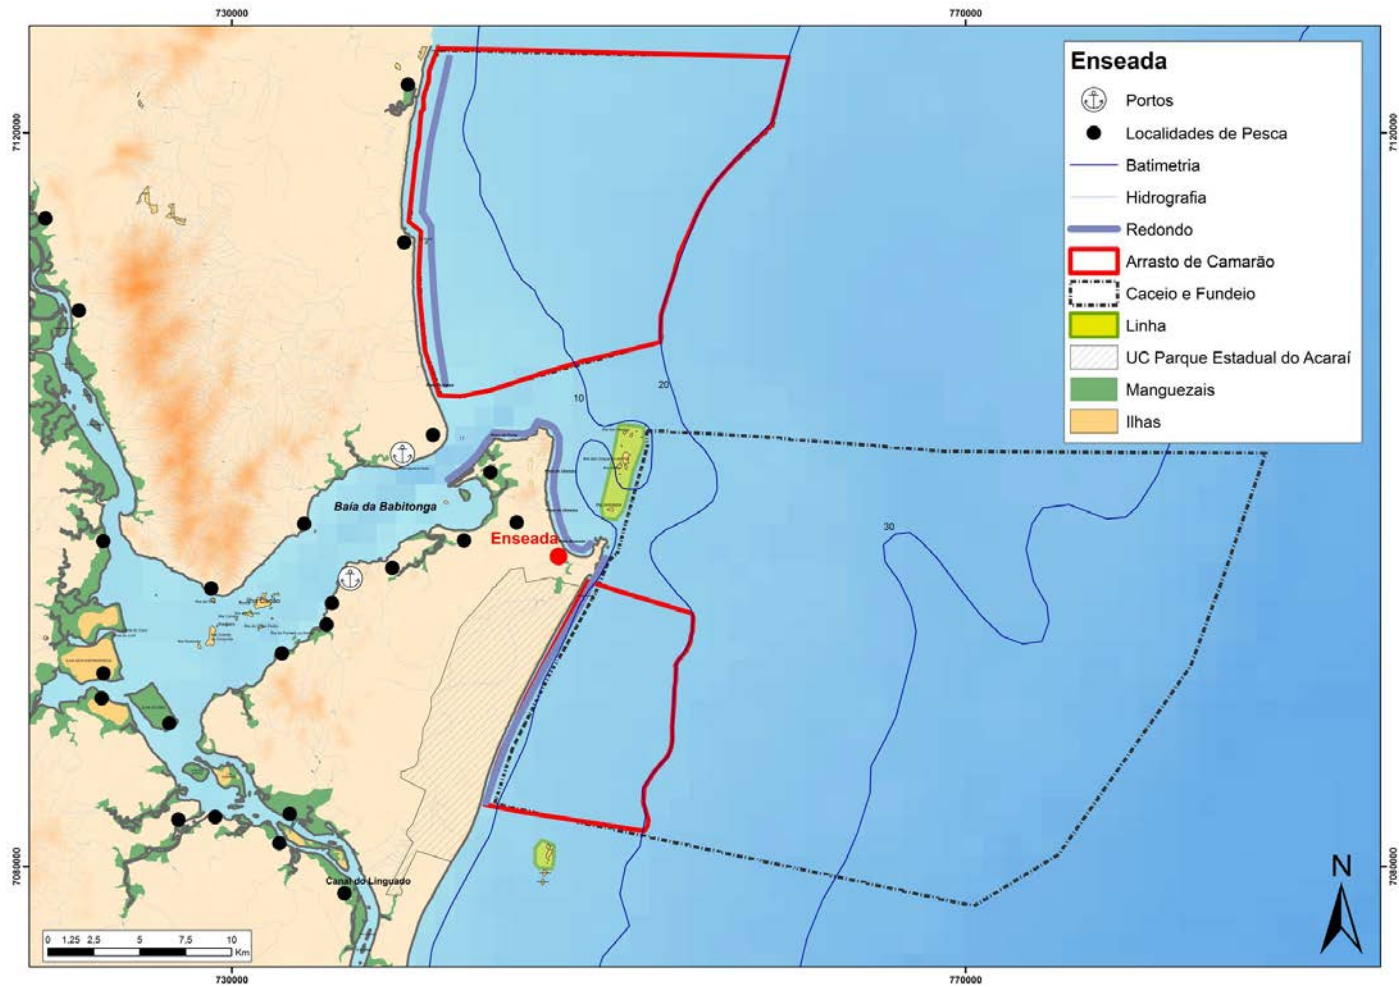 730000
770000
Enseada
Portos
Localidades de Pesca
Batimetria
Hidrografia
Redondo
Arrasto de Camarão
Caceio e Fundeio
Linha
UC Parque Estadual do Acaraí
Manguezais
Ilhas
7120000
7120000
20
10
Baía da Babitonga
30
Enseada
Canal do Linguado
7080000
7080000
N
0 1.25 2.5 5 7.5 10
Km
730000
770000